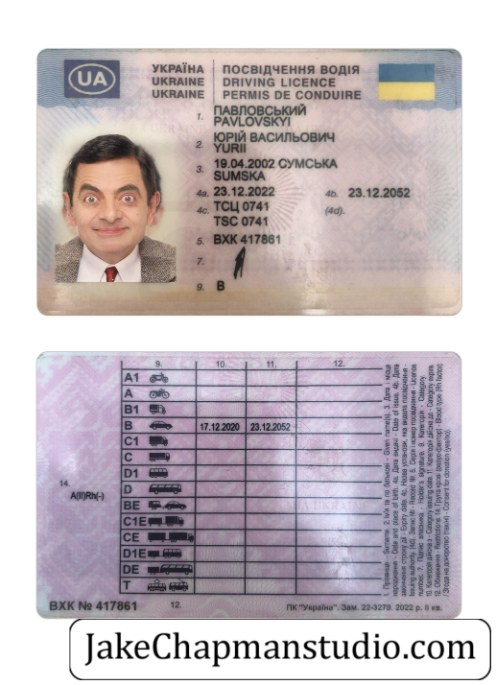 UA
УКРАЇНА
UKRAINE
UKRAINE
ПОСВІДЧЕННЯ ВОДІЯ
DRIVING LICENCE
PERMIS DE CONDUIRE
1. ПАВЛОВСЬКИЙ
PAVLOVSKYI
2. ЮРІЙ ВАСИЛЬОВИЧ
YURII
3. 19.04.2002 СУМСЬКА
SUMSKA
4a. 23.12.2022 4b. 23.12.2052
4c. ТСЦ 0741 (4d).
TSC 0741
5. ВХК 417861
7.
9. B
9. 10. 11. 12.
A1
A
B1
B 17.12.2020 23.12.2052
C1
C
D1
D
BE
C1E
CE
D1E
DE
T
14.
A(II)Rh(-)
ВХК № 417861 12. ПК "Україна". Зам. 22-3279. 2022 р. II кв.
JakeChapmanstudio.com